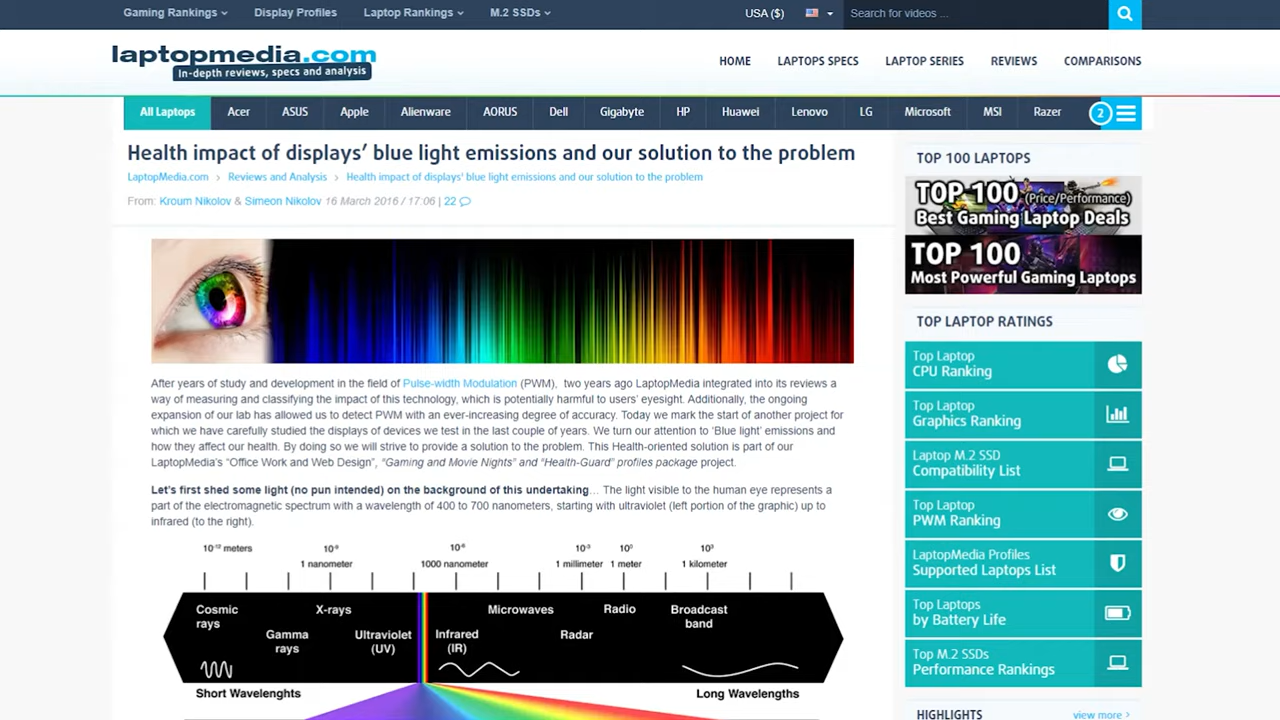 Gaming Rankings Display Profiles Laptop Rankings M.2 SSDs USA ($) Search for videos ...
laptopmedia.com
In-depth reviews, specs and analysis
HOME LAPTOPS SPECS LAPTOP SERIES REVIEWS COMPARISONS
All Laptops Acer ASUS Apple Alienware AORUS Dell Gigabyte HP Huawei Lenovo LG Microsoft MSI Razer 2
Health impact of displays’ blue light emissions and our solution to the problem
LaptopMedia.com > Reviews and Analysis > Health impact of displays' blue light emissions and our solution to the problem
From: Kroum Nikolov & Simeon Nikolov 16 March 2016 / 17:06 | 22
After years of study and development in the field of Pulse-width Modulation (PWM), two years ago LaptopMedia integrated into its reviews a
way of measuring and classifying the impact of this technology, which is potentially harmful to users’ eyesight. Additionally, the ongoing
expansion of our lab has allowed us to detect PWM with an ever-increasing degree of accuracy. Today we mark the start of another project for
which we have carefully studied the displays of devices we test in the last couple of years. We turn our attention to ‘Blue light’ emissions and
how they affect our health. By doing so we will strive to provide a solution to the problem. This Health-oriented solution is part of our
LaptopMedia’s “Office Work and Web Design”, “Gaming and Movie Nights” and “Health-Guard” profiles package project.
Let’s first shed some light (no pun intended) on the background of this undertaking… The light visible to the human eye represents a
part of the electromagnetic spectrum with a wavelength of 400 to 700 nanometers, starting with ultraviolet (left portion of the graphic) up to
infrared (to the right).
10⁻¹² meters 10⁻⁹ 10⁻⁶ 10⁻³ 10⁰ 10³
1 nanometer 1000 nanometer 1 millimeter 1 meter 1 kilometer
Cosmic rays X-rays Microwaves Radio Broadcast band
Gamma rays Ultraviolet (UV) Infrared (IR) Radar
Short Wavelenghts Long Wavelengths
TOP 100 LAPTOPS
TOP 100 (Price/Performance)
Best Gaming Laptop Deals
TOP 100
Most Powerful Gaming Laptops
TOP LAPTOP RATINGS
Top Laptop
CPU Ranking
Top Laptop
Graphics Ranking
Laptop M.2 SSD
Compatibility List
Top Laptop
PWM Ranking
LaptopMedia Profiles
Supported Laptops List
Top Laptops
by Battery Life
Top M.2 SSDs
Performance Rankings
HIGHLIGHTS view more >